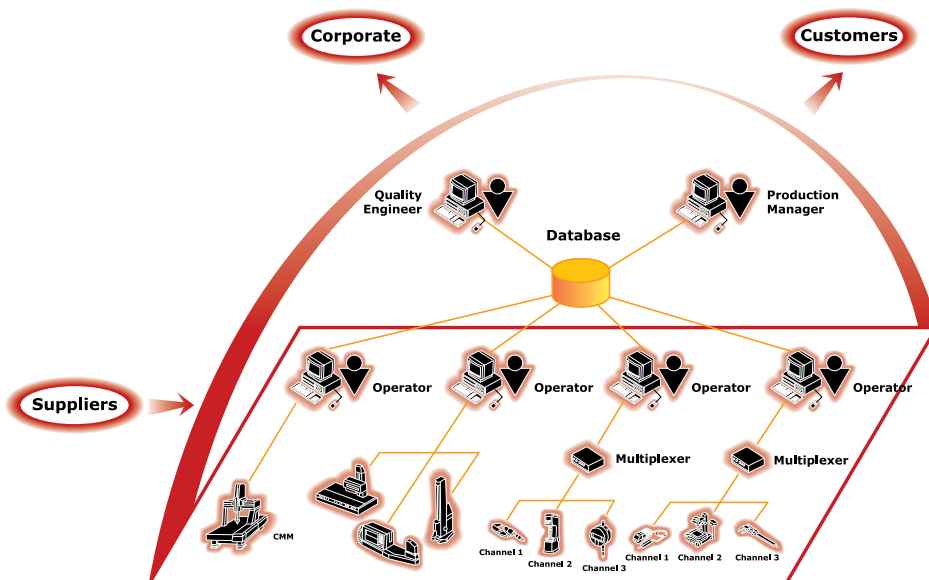 Corporate
Customers
Quality
Engineer
Production
Manager
Database
Operator
Operator
Operator
Operator
Suppliers
Multiplexer
Multiplexer
CMM
Channel 1
Channel 2
Channel 3
Channel 1
Channel 2
Channel 3